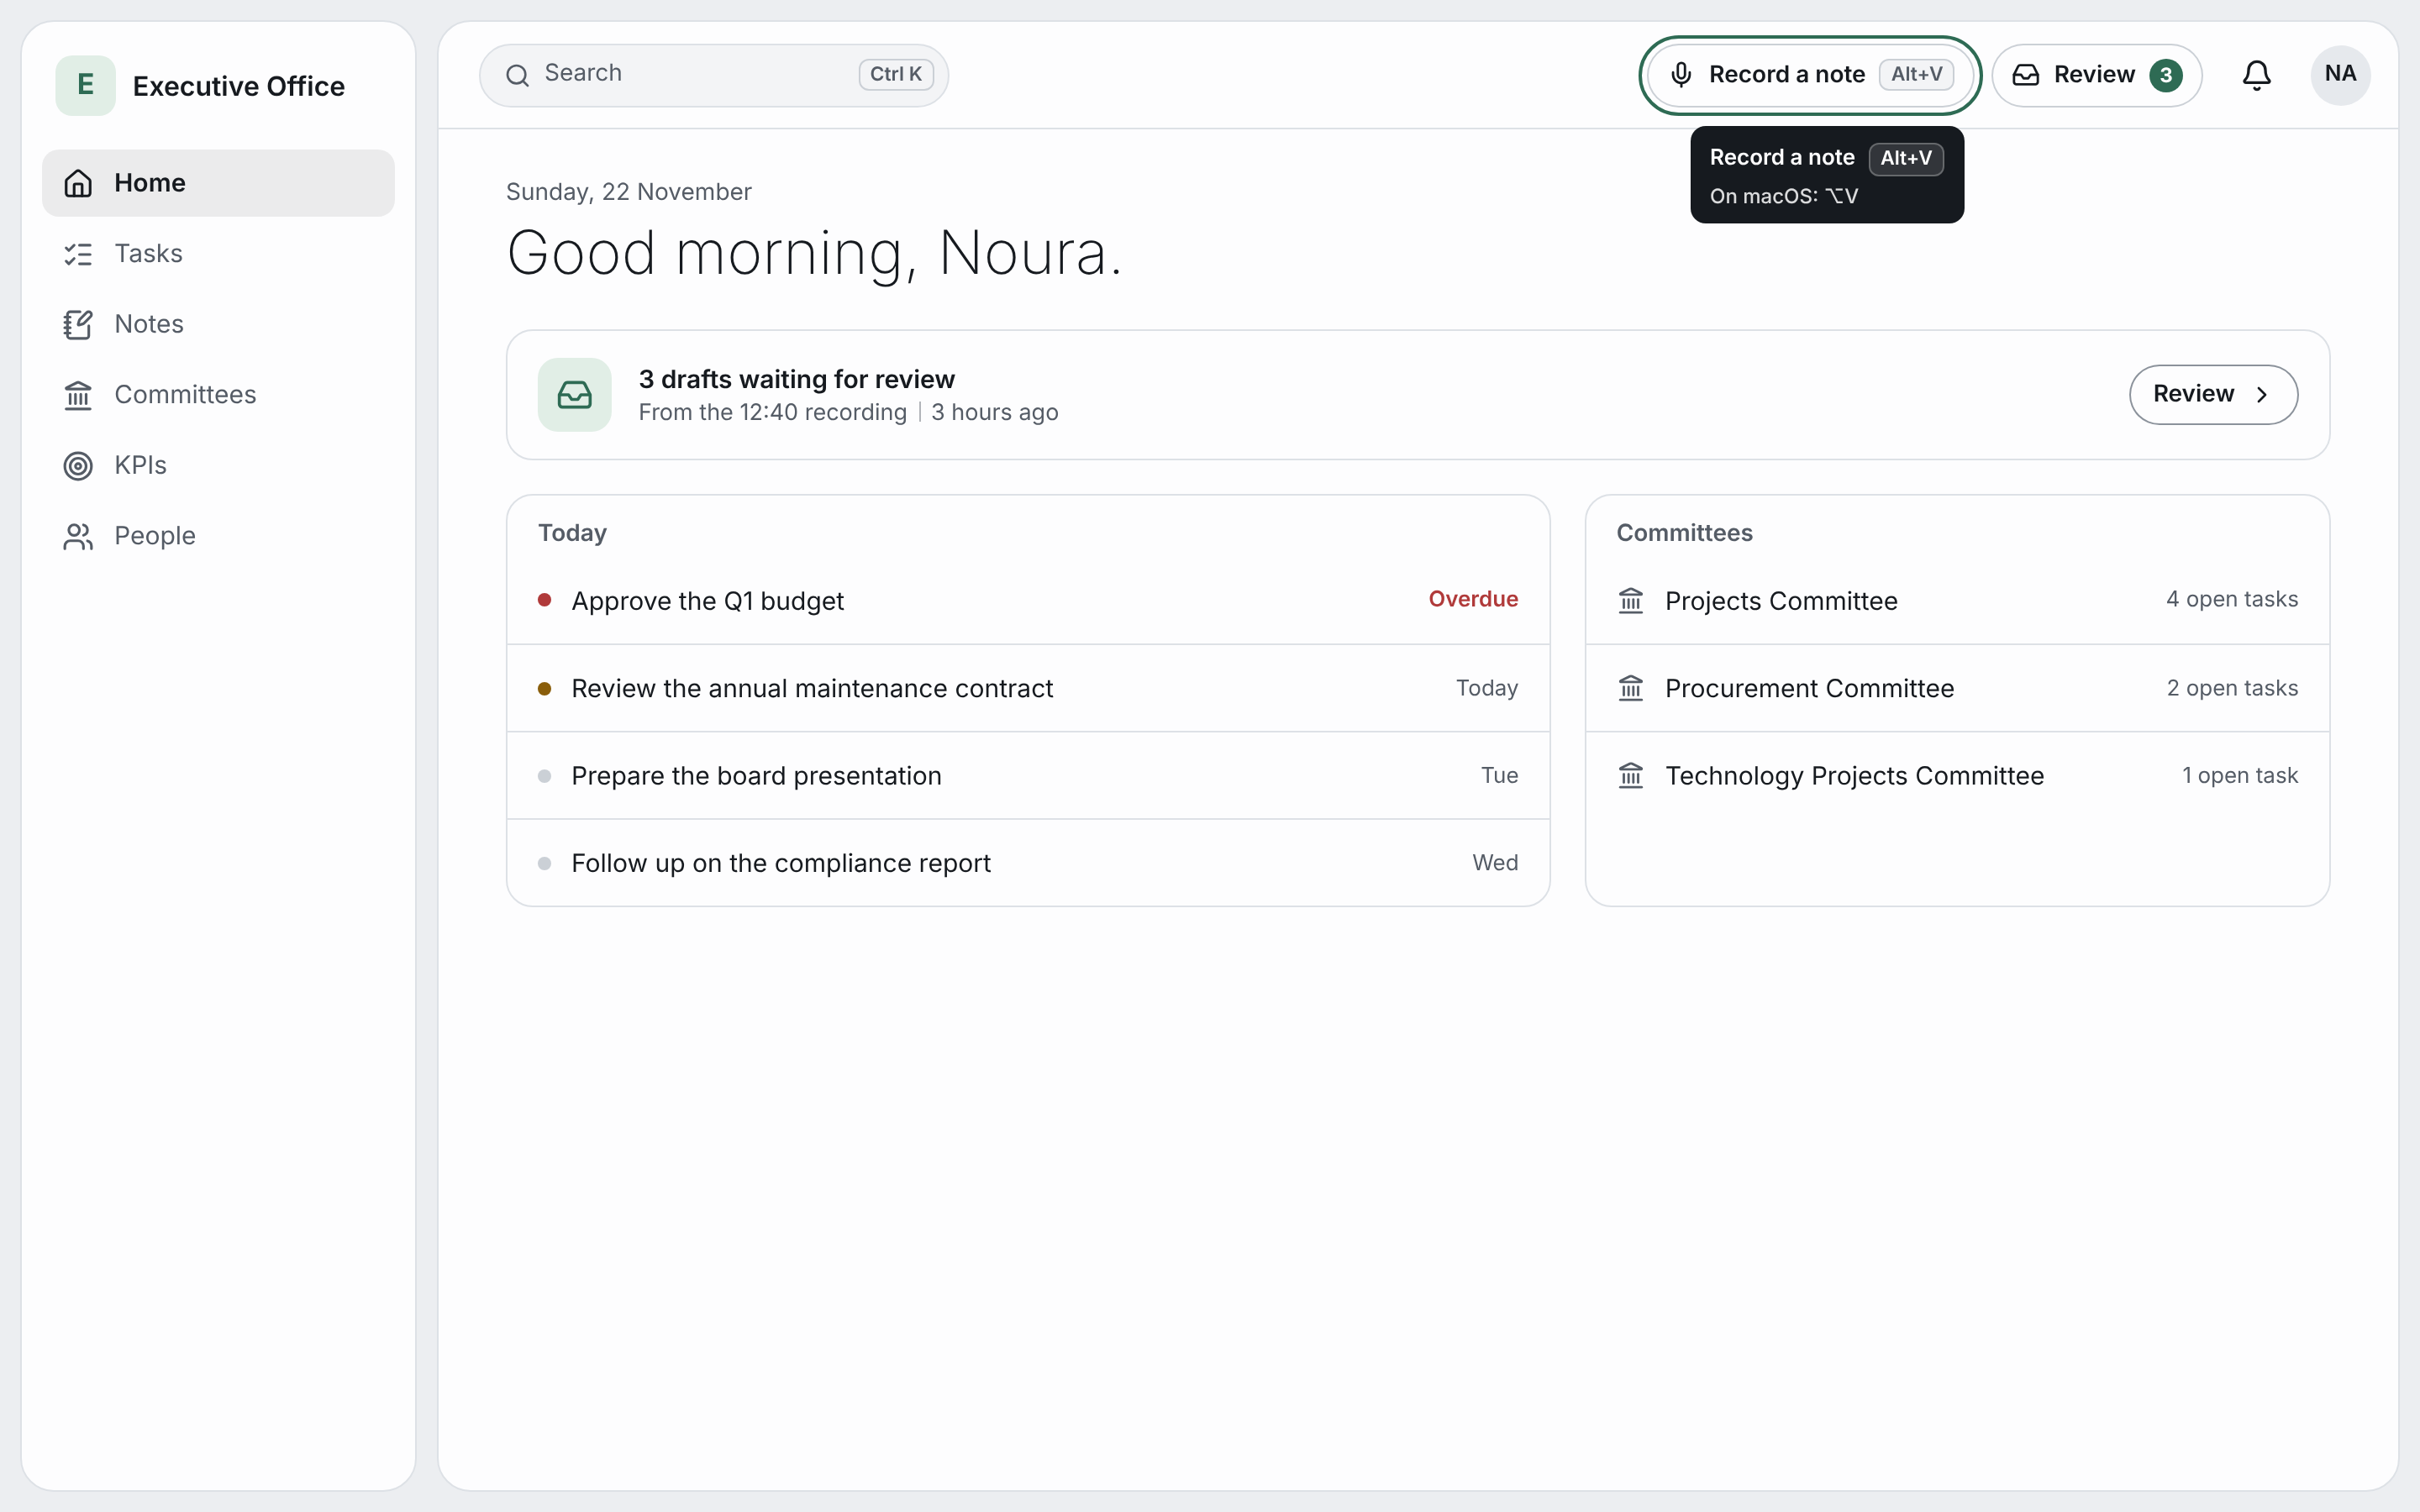 E Executive Office
Home
Tasks
Notes
Committees
KPIs
People
Search Ctrl K
Record a note Alt+V
Review 3
NA
Record a note Alt+V
On macOS: ⌥V
Sunday, 22 November
Good morning, Noura.
3 drafts waiting for review
From the 12:40 recording | 3 hours ago
Review
Today
Approve the Q1 budget Overdue
Review the annual maintenance contract Today
Prepare the board presentation Tue
Follow up on the compliance report Wed
Committees
Projects Committee 4 open tasks
Procurement Committee 2 open tasks
Technology Projects Committee 1 open task